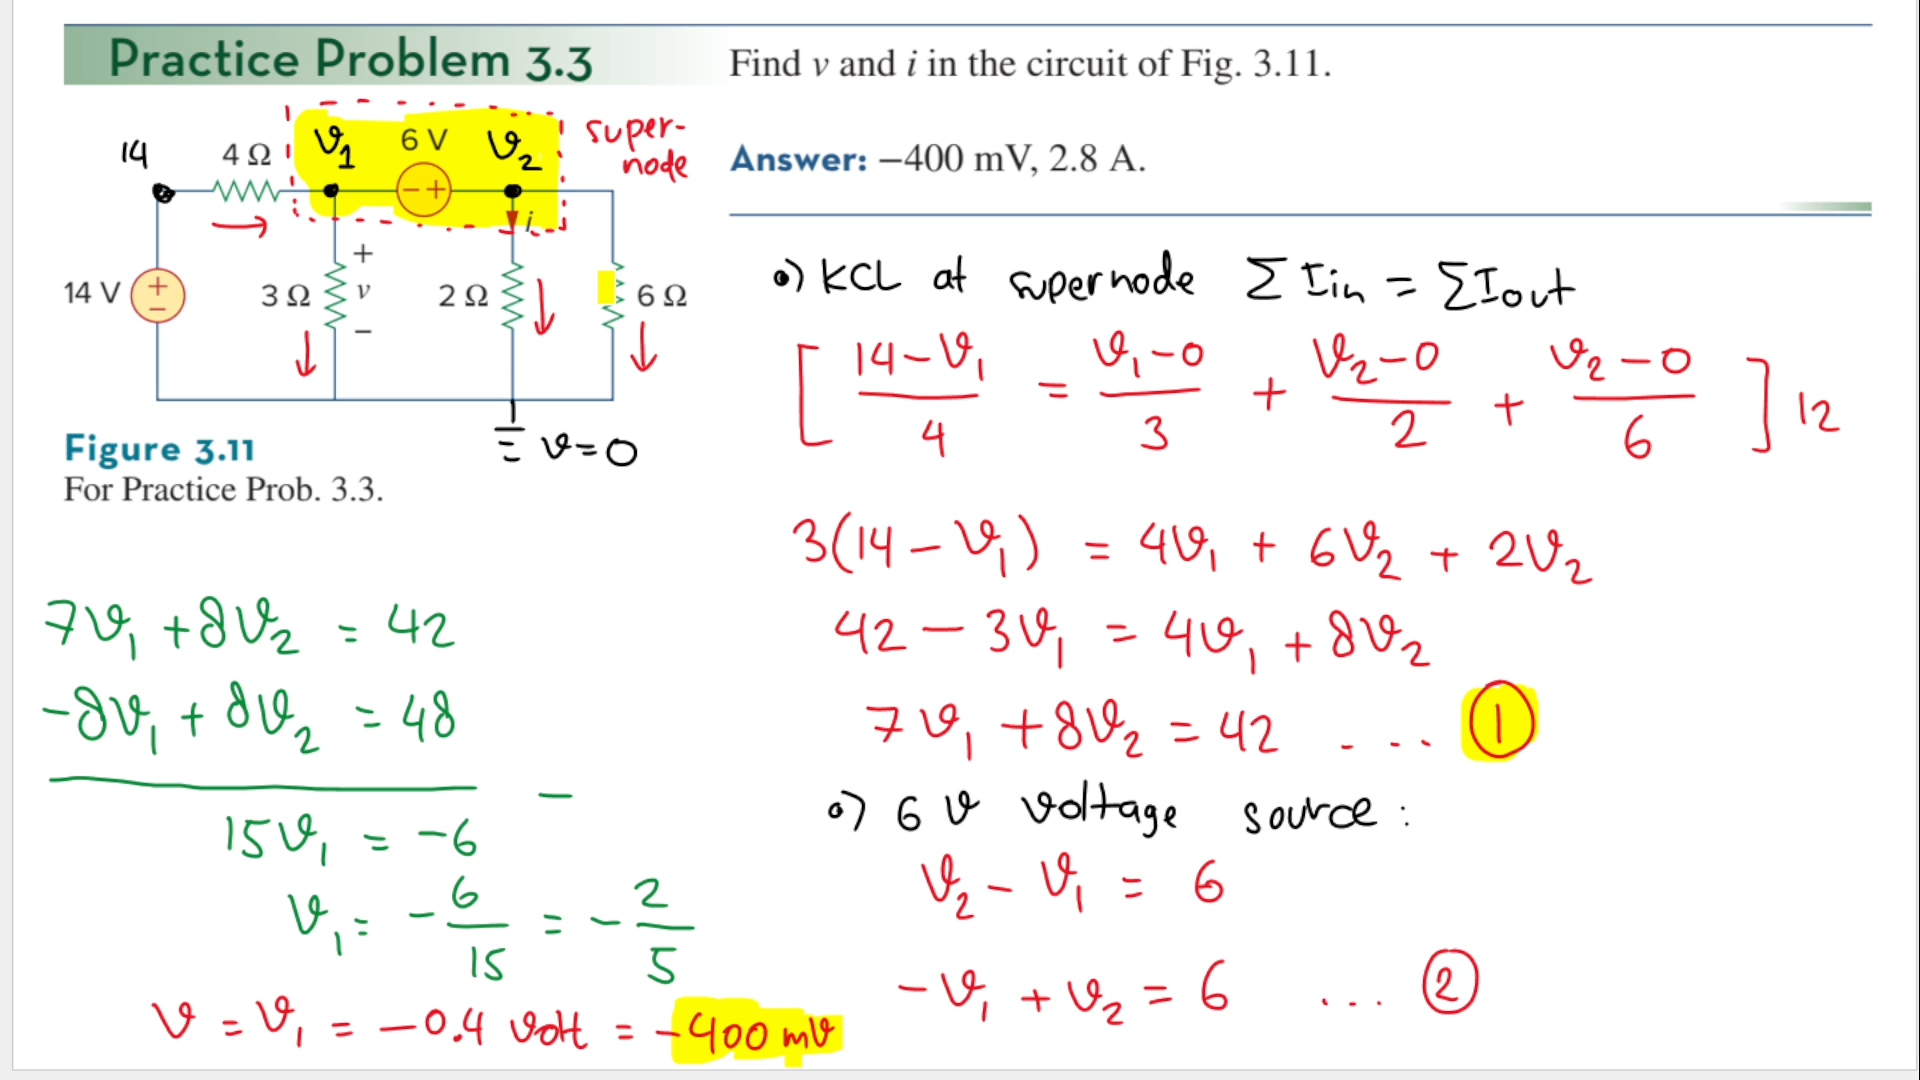 Practice Problem 3.3
Find v and i in the circuit of Fig. 3.11.
Answer: −400 mV, 2.8 A.
14
4 Ω
v₁
6 V
v₂
super-
node
− +
i
14 V
+
−
3 Ω
+
v
−
2 Ω
6 Ω
v=0
Figure 3.11
For Practice Prob. 3.3.
o) KCL at supernode Σ Iin = ΣIout
[ (14−v₁)/4 = (v₁−0)/3 + (v₂−0)/2 + (v₂−0)/6 ] 12
3(14−v₁) = 4v₁ + 6v₂ + 2v₂
42 − 3v₁ = 4v₁ + 8v₂
7v₁ + 8v₂ = 42 ... ①
o) 6 v voltage source :
v₂ − v₁ = 6
−v₁ + v₂ = 6 ... ②
7v₁ + 8v₂ = 42
−8v₁ + 8v₂ = 48
−
15v₁ = −6
v₁ = −6/15 = −2/5
v = v₁ = −0.4 volt = −400 mv